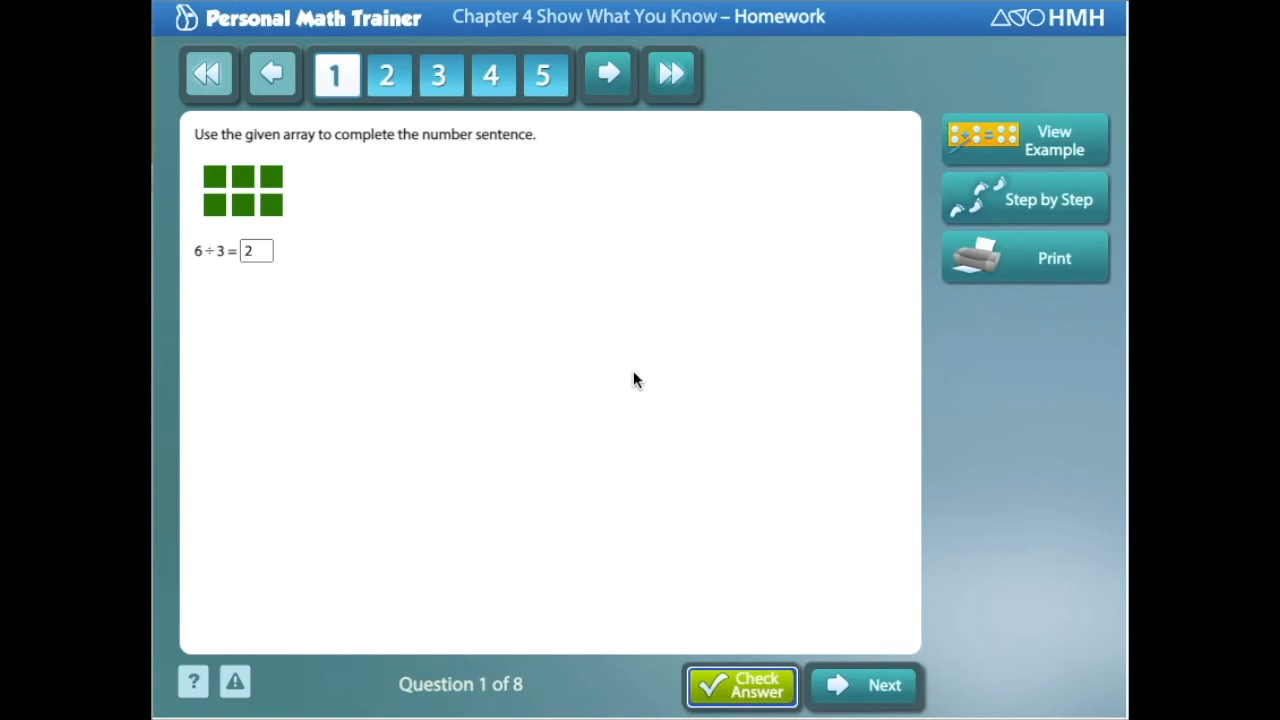 Personal Math Trainer
Chapter 4 Show What You Know – Homework
HMH
1 2 3 4 5
Use the given array to complete the number sentence.
6 ÷ 3 = 2
View
Example
Step by Step
Print
?
Question 1 of 8
Check
Answer
Next